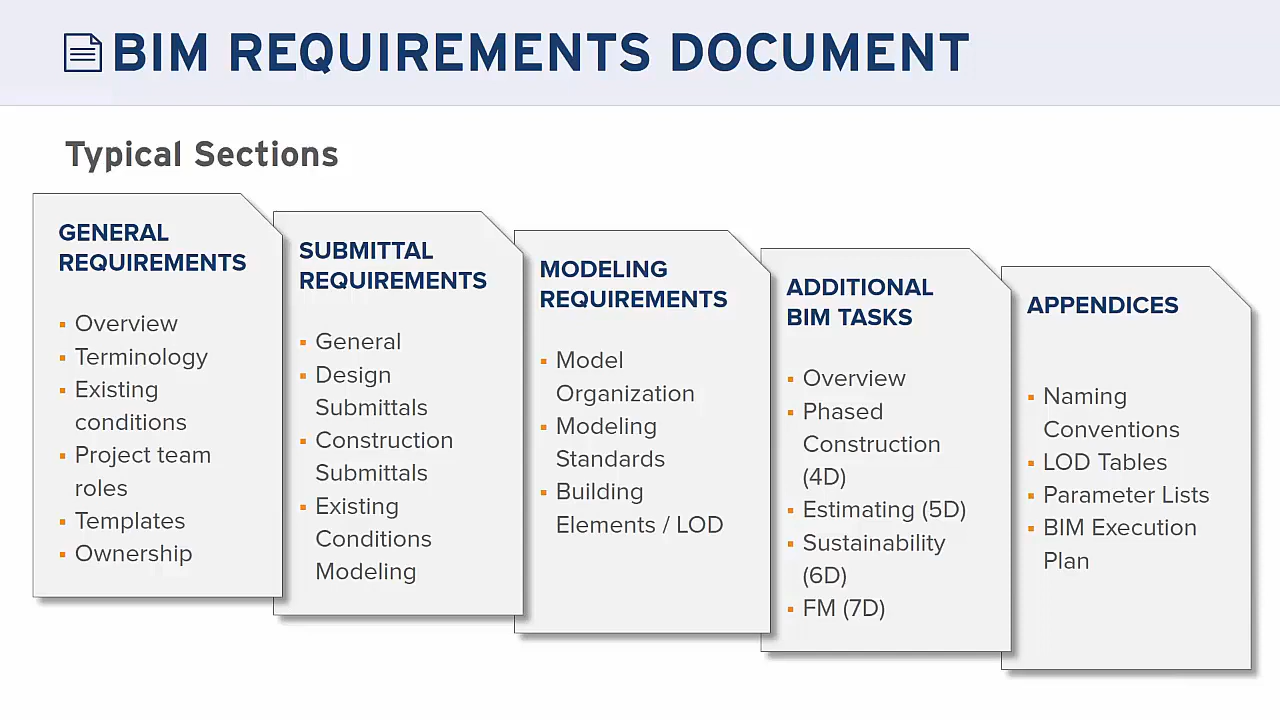 BIM REQUIREMENTS DOCUMENT
Typical Sections
GENERAL
REQUIREMENTS
Overview
Terminology
Existing
conditions
Project team
roles
Templates
Ownership
SUBMITTAL
REQUIREMENTS
General
Design
Submittals
Construction
Submittals
Existing
Conditions
Modeling
MODELING
REQUIREMENTS
Model
Organization
Modeling
Standards
Building
Elements / LOD
ADDITIONAL
BIM TASKS
Overview
Phased
Construction
(4D)
Estimating (5D)
Sustainability
(6D)
FM (7D)
APPENDICES
Naming
Conventions
LOD Tables
Parameter Lists
BIM Execution
Plan